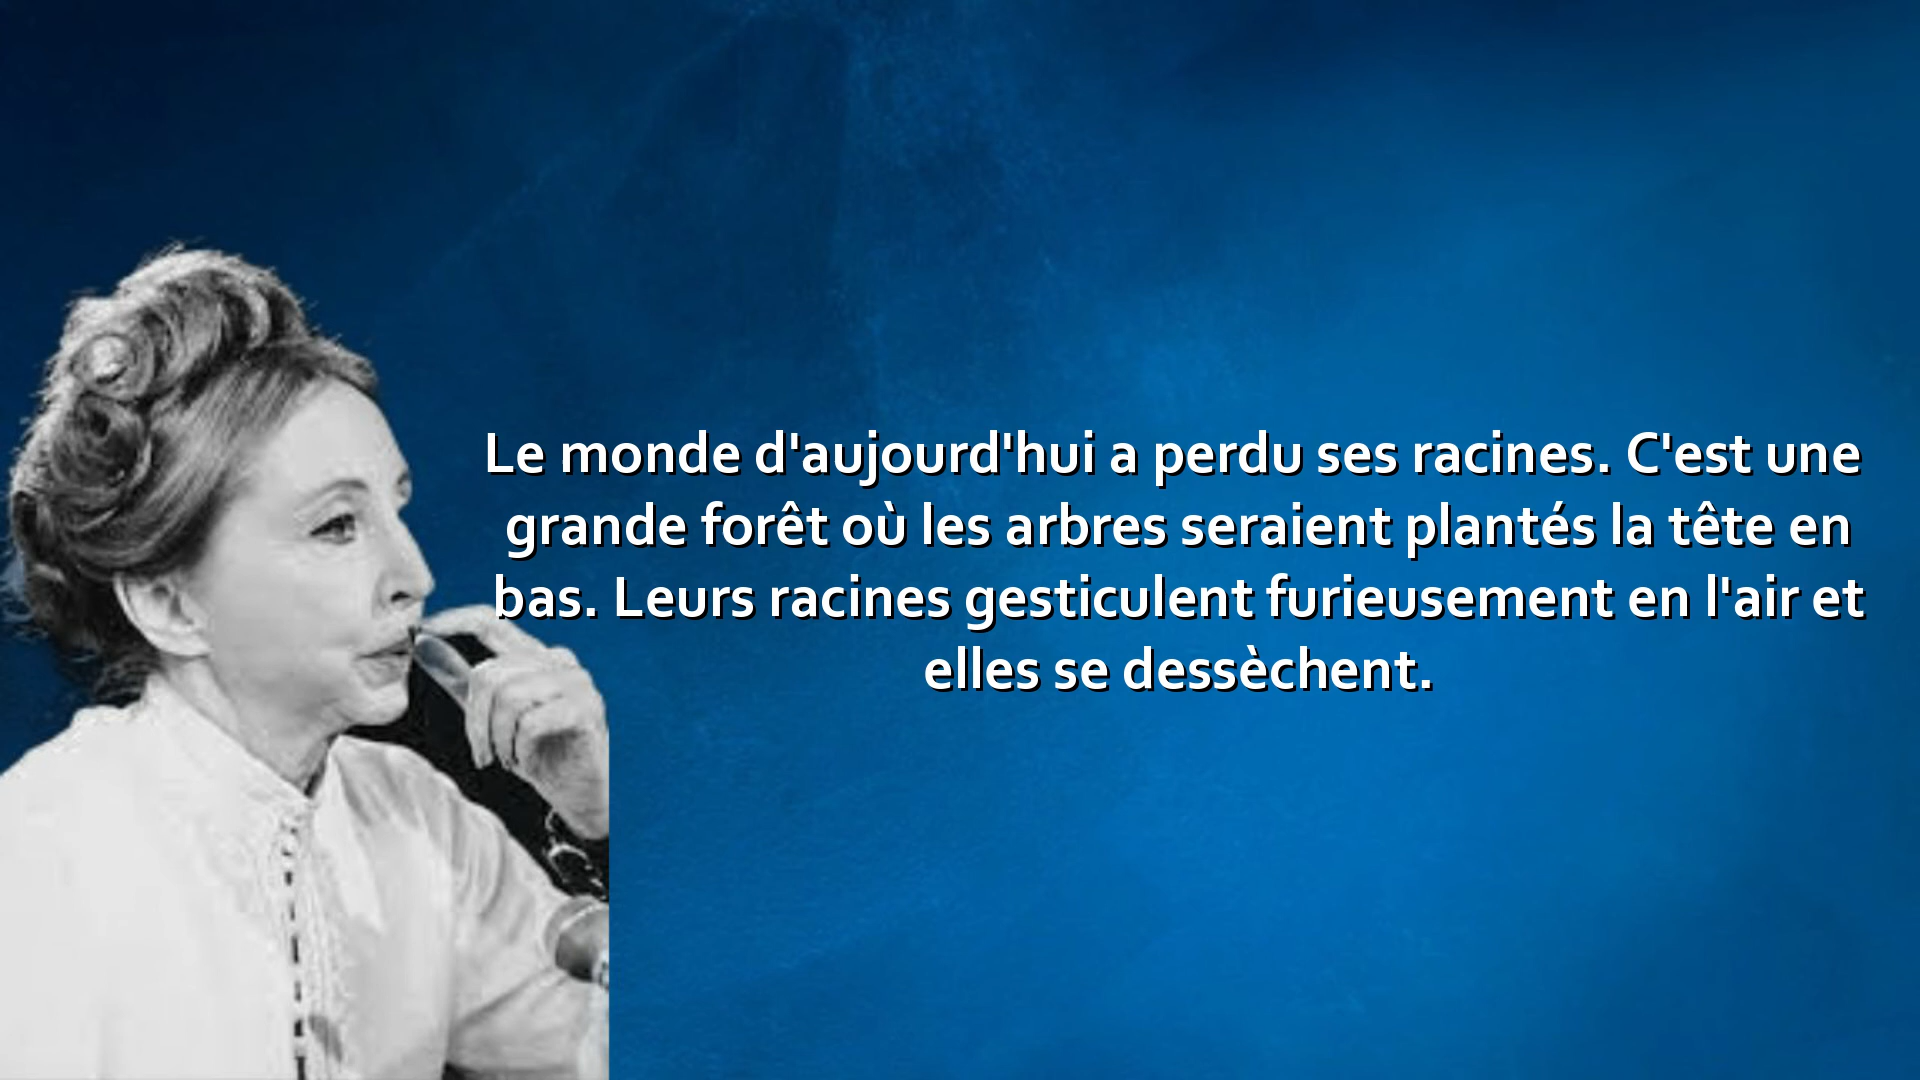 Le monde d'aujourd'hui a perdu ses racines. C'est une
grande forêt où les arbres seraient plantés la tête en
bas. Leurs racines gesticulent furieusement en l'air et
elles se dessèchent.